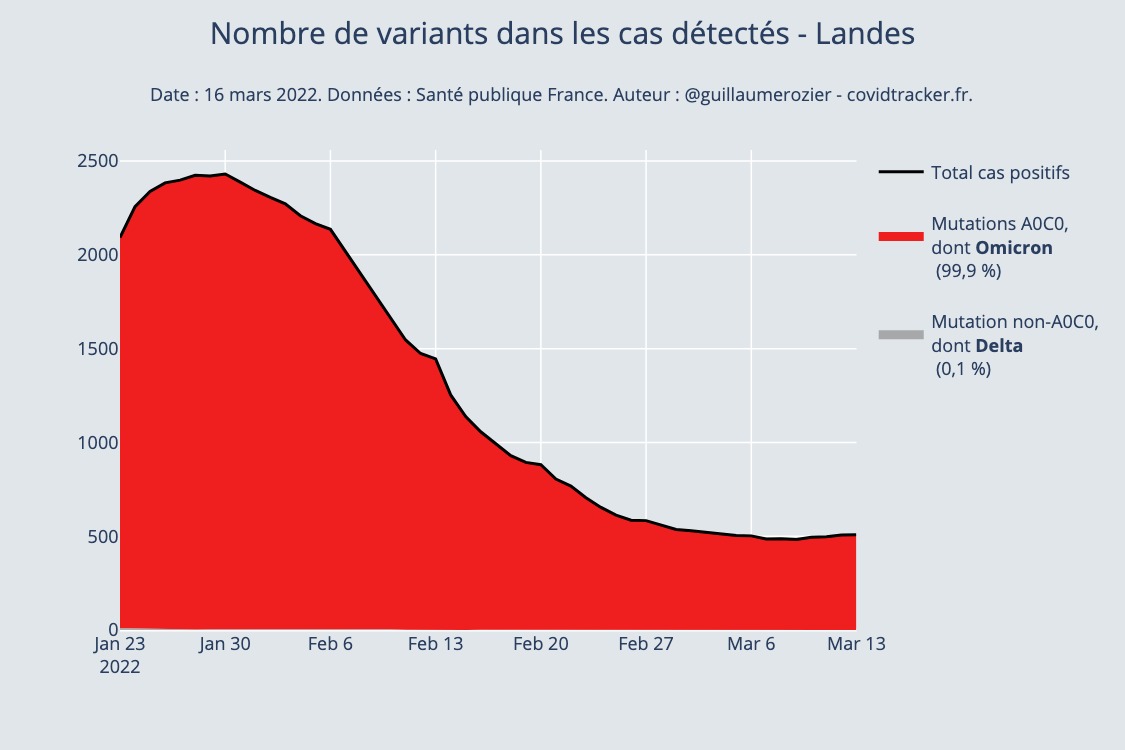 Nombre de variants dans les cas détectés - Landes
Date : 16 mars 2022. Données : Santé publique France. Auteur : @guillaumerozier - covidtracker.fr.
2500
2000
1500
1000
500
0
Jan 23
2022
Jan 30
Feb 6
Feb 13
Feb 20
Feb 27
Mar 6
Mar 13
Total cas positifs
Mutations A0C0,
dont Omicron
(99,9 %)
Mutation non-A0C0,
dont Delta
(0,1 %)